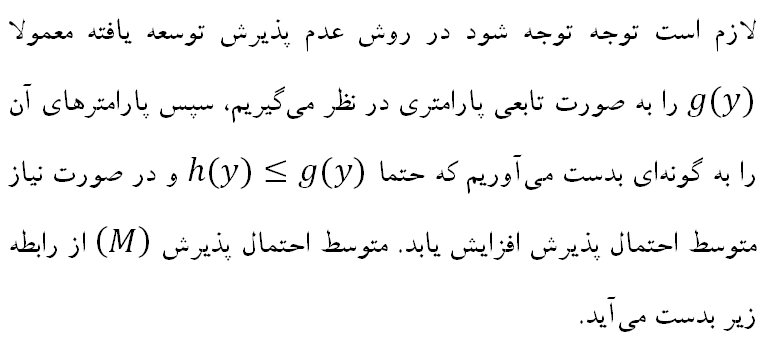 لازم است توجه توجه شود در روش عدم پذیرش توسعه یافته معمولا
g(y) را به صورت تابعی پارامتری در نظر می‌گیریم، سپس پارامترهای آن
را به گونه‌ای بدست می‌آوریم که حتما h(y) ≤ g(y) و در صورت نیاز
متوسط احتمال پذیرش افزایش یابد. متوسط احتمال پذیرش (M) از رابطه
زیر بدست می‌آید.